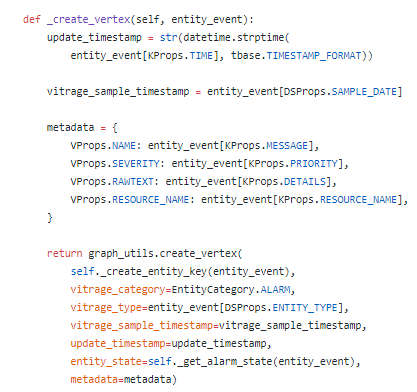 def _create_vertex(self, entity_event):
    update_timestamp = str(datetime.strptime(
        entity_event[KProps.TIME], tbase.TIMESTAMP_FORMAT))

    vitrage_sample_timestamp = entity_event[DSProps.SAMPLE_DATE]

    metadata = {
        VProps.NAME: entity_event[KProps.MESSAGE],
        VProps.SEVERITY: entity_event[KProps.PRIORITY],
        VProps.RAWTEXT: entity_event[KProps.DETAILS],
        VProps.RESOURCE_NAME: entity_event[KProps.RESOURCE_NAME],
    }

    return graph_utils.create_vertex(
        self._create_entity_key(entity_event),
        vitrage_category=EntityCategory.ALARM,
        vitrage_type=entity_event[DSProps.ENTITY_TYPE],
        vitrage_sample_timestamp=vitrage_sample_timestamp,
        update_timestamp=update_timestamp,
        entity_state=self._get_alarm_state(entity_event),
        metadata=metadata)